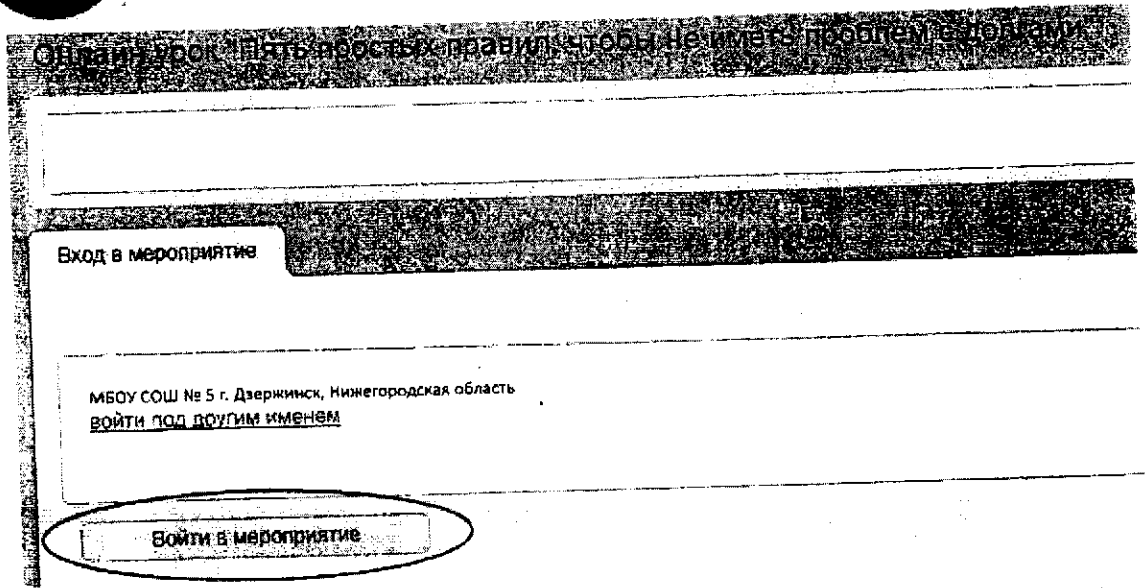 Онлайн урок "Пять простых правил, чтобы не иметь проблем с долгами"
Вход в мероприятие
МБОУ СОШ № 5 г. Дзержинск, Нижегородская область
войти под другим именем
Войти в мероприятие